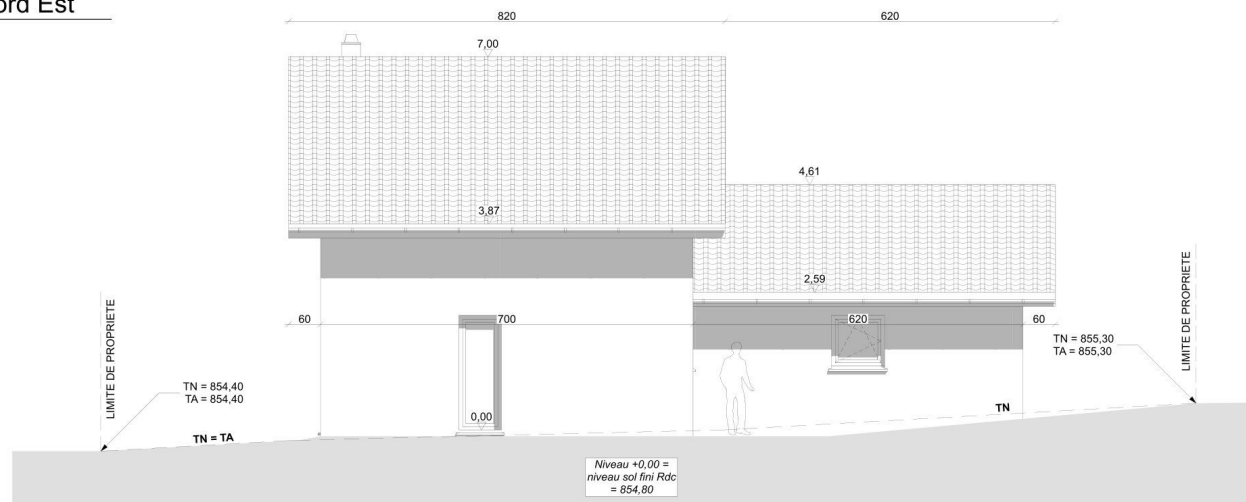 ord Est
820
620
7,00
4,61
3,87
2,59
60
700
620
60
LIMITE DE PROPRIETE
LIMITE DE PROPRIETE
TN = 855,30
TA = 855,30
TN = 854,40
TA = 854,40
0,00
TN
TN = TA
Niveau +0,00 =
niveau sol fini Rdc
= 854,80